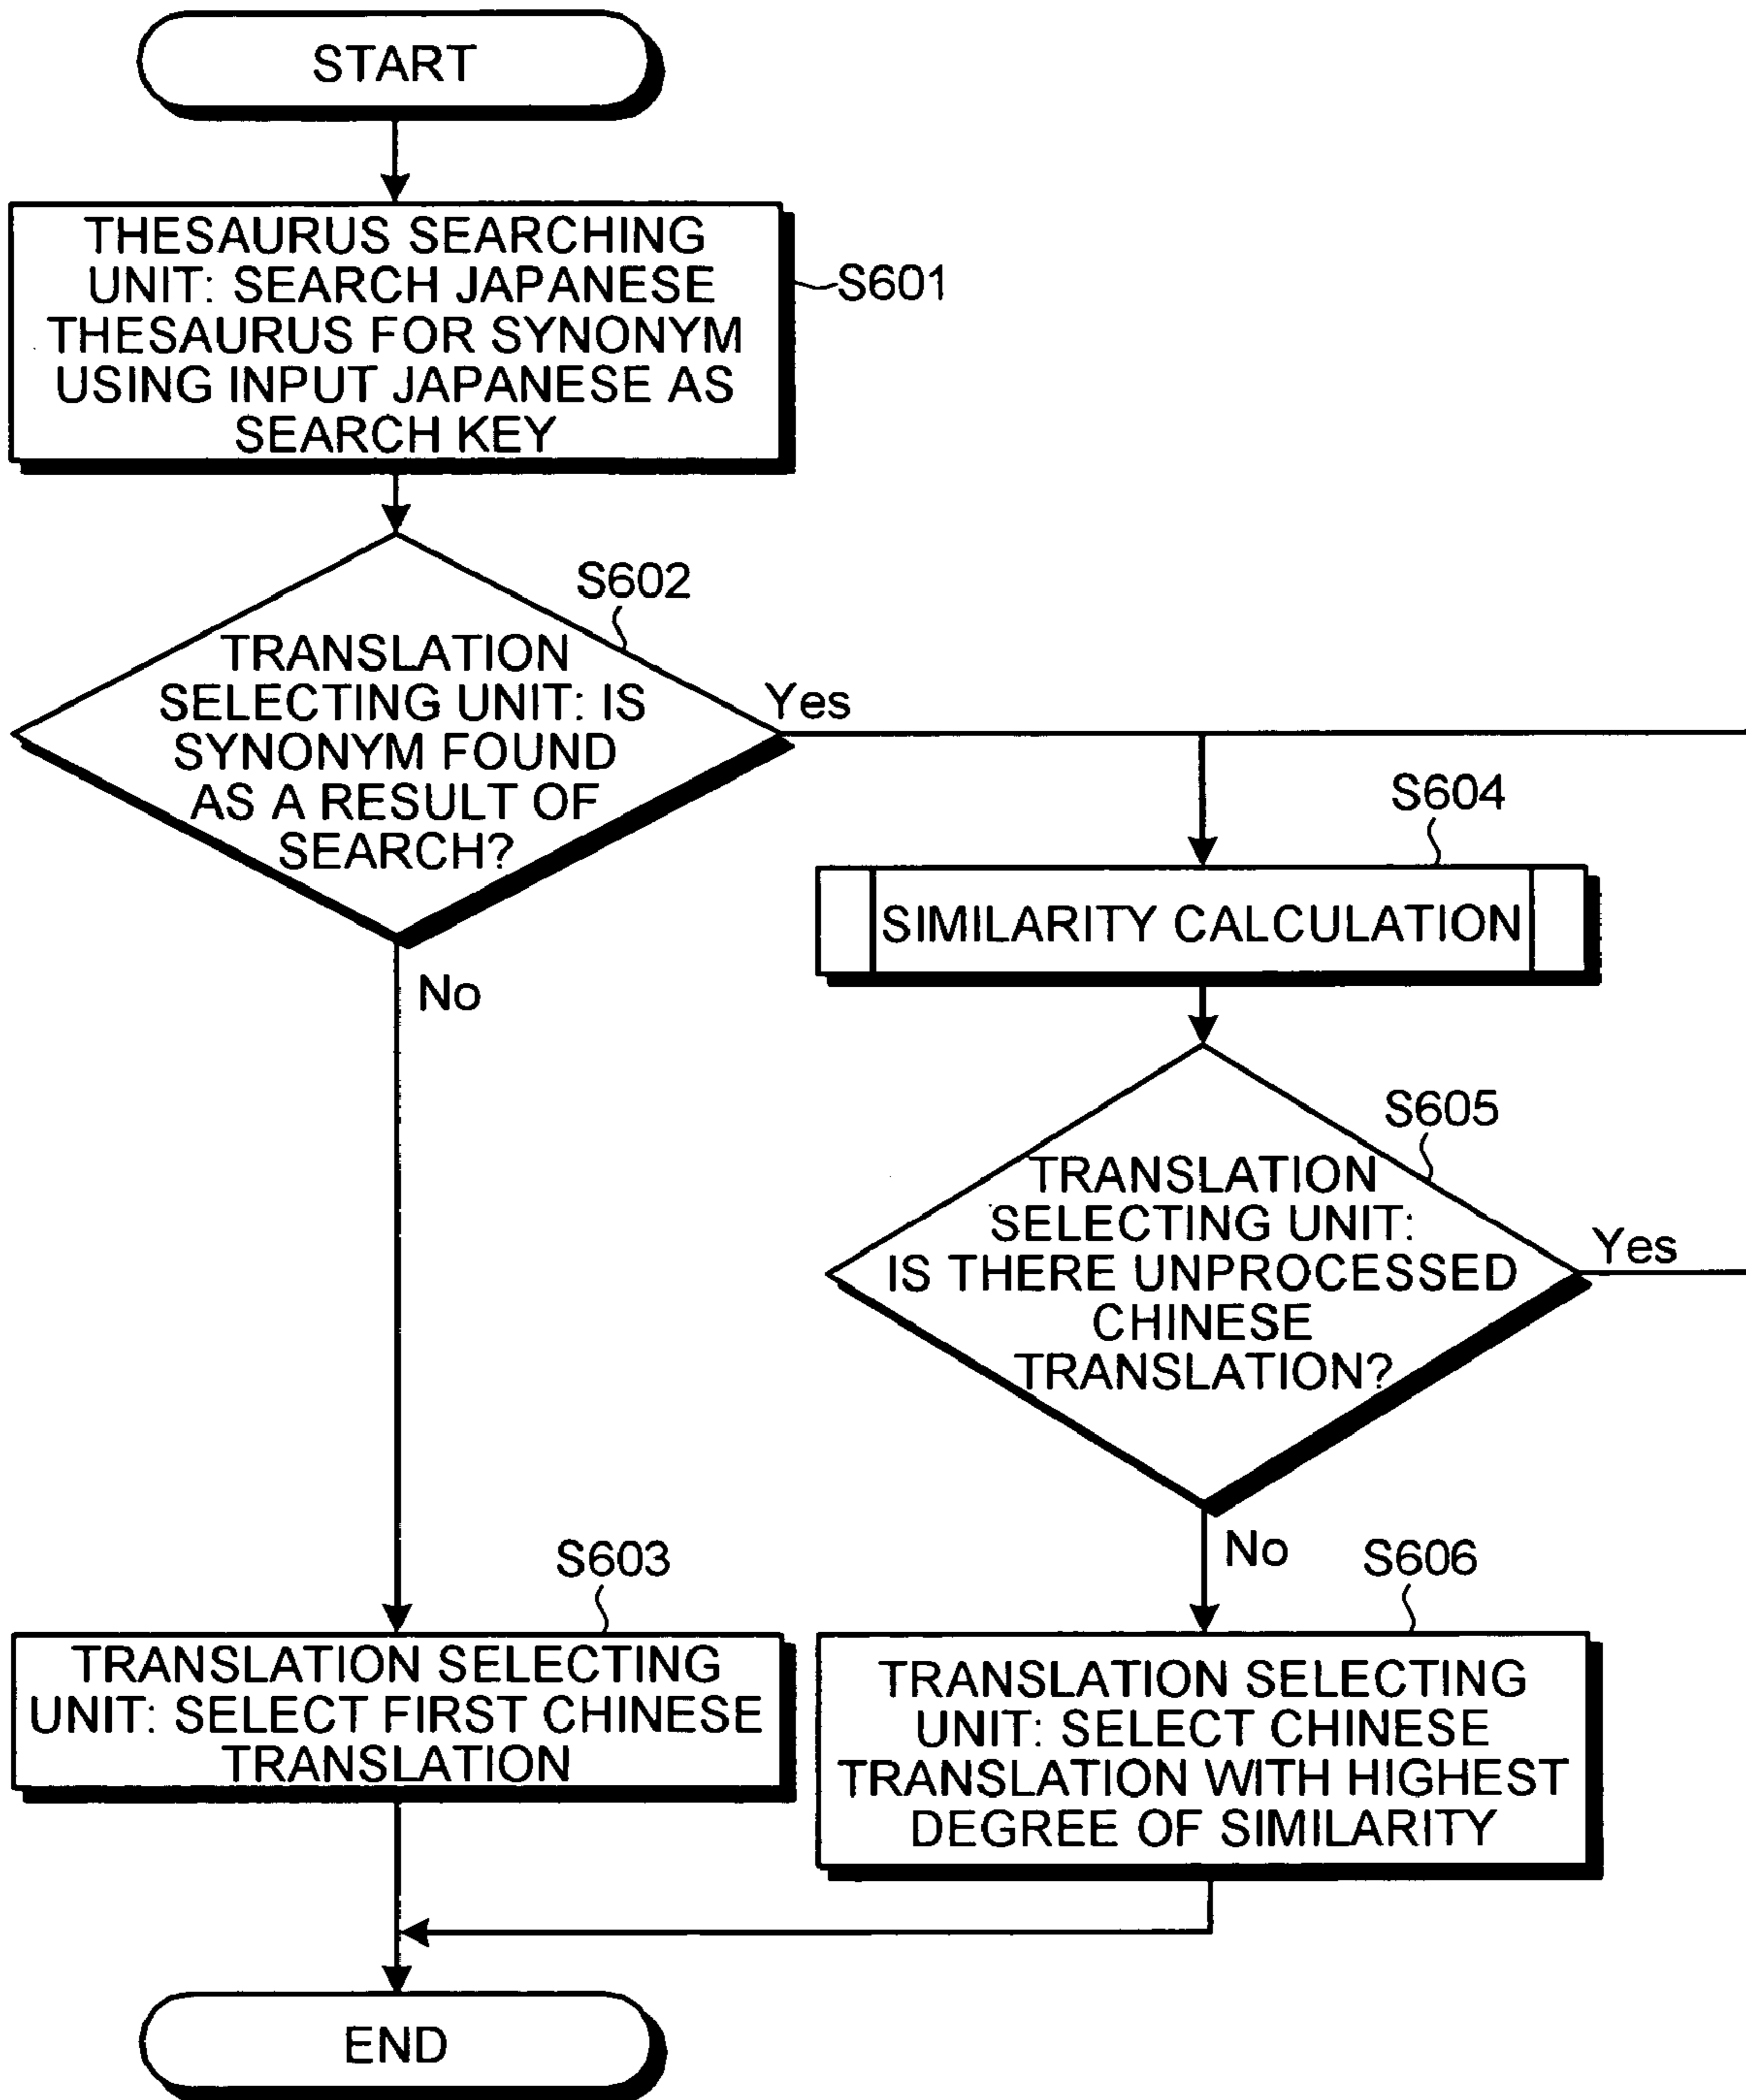 START
THESAURUS SEARCHING
UNIT: SEARCH JAPANESE
THESAURUS FOR SYNONYM
USING INPUT JAPANESE AS
SEARCH KEY
S601
S602
TRANSLATION
SELECTING UNIT: IS
SYNONYM FOUND
AS A RESULT OF
SEARCH?
Yes
No
S604
SIMILARITY CALCULATION
S605
TRANSLATION
SELECTING UNIT:
IS THERE UNPROCESSED
CHINESE
TRANSLATION?
Yes
No
S603
TRANSLATION SELECTING
UNIT: SELECT FIRST CHINESE
TRANSLATION
S606
TRANSLATION SELECTING
UNIT: SELECT CHINESE
TRANSLATION WITH HIGHEST
DEGREE OF SIMILARITY
END